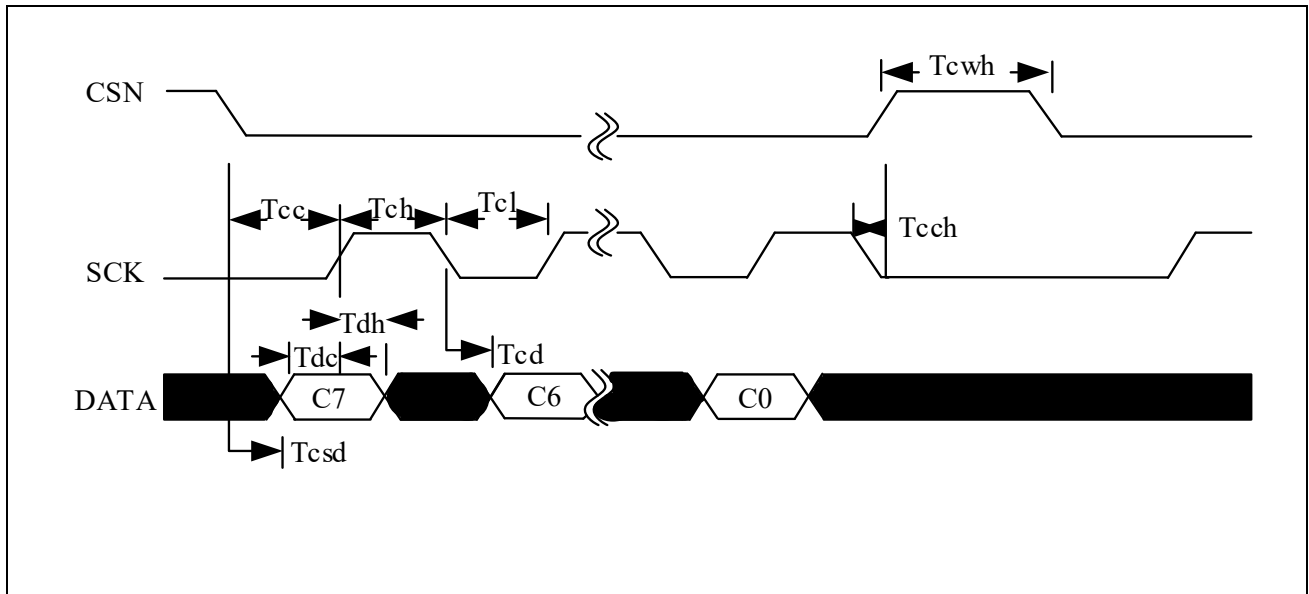 Tcwh
CSN
Tcc Tch Tcl
Tcch
SCK
Tdh
Tdc Tcd
DATA C7 C6 C0
Tcsd